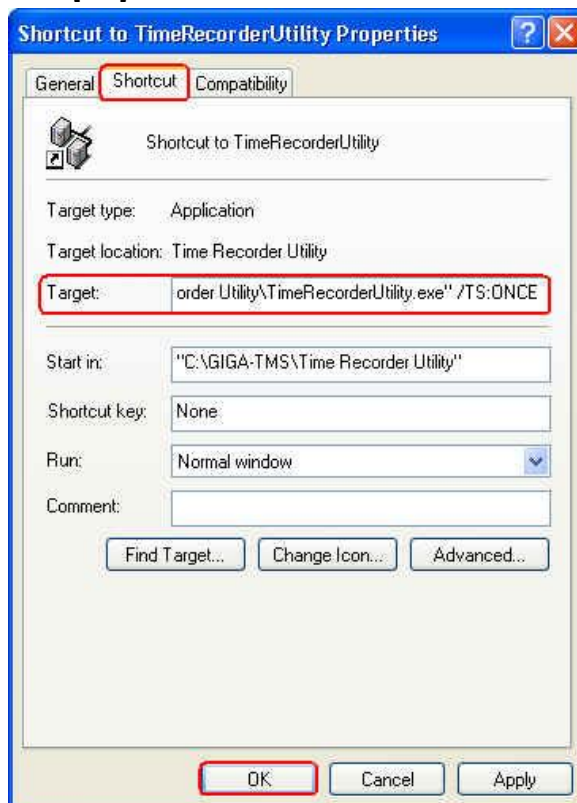 Shortcut to TimeRecorderUtility Properties
General Shortcut Compatibility
Shortcut to TimeRecorderUtility
Target type: Application
Target location: Time Recorder Utility
Target: order Utility\TimeRecorderUtility.exe" /TS:ONCE
Start in: "C:\GIGA-TMS\Time Recorder Utility"
Shortcut key: None
Run: Normal window
Comment:
Find Target... Change Icon... Advanced...
OK Cancel Apply